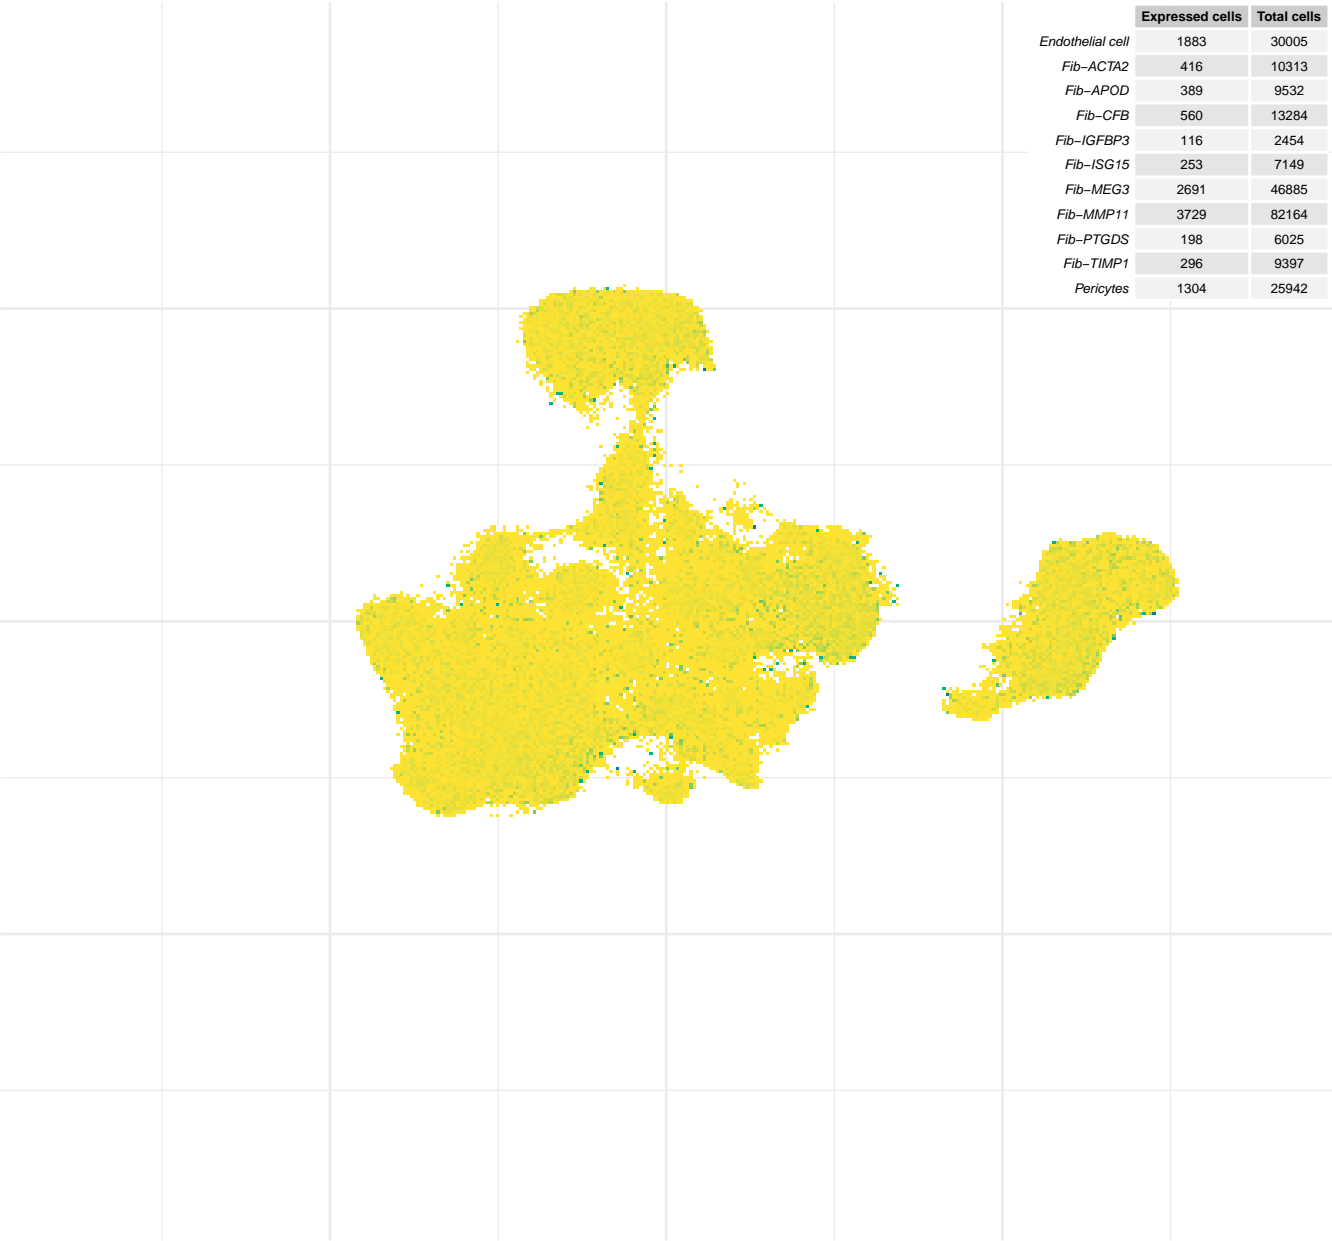 Expressed cells Total cells
Endothelial cell 1883 30005
Fib−ACTA2 416 10313
Fib−APOD 389 9532
Fib−CFB 560 13284
Fib−IGFBP3 116 2454
Fib−ISG15 253 7149
Fib−MEG3 2691 46885
Fib−MMP11 3729 82164
Fib−PTGDS 198 6025
Fib−TIMP1 296 9397
Pericytes 1304 25942